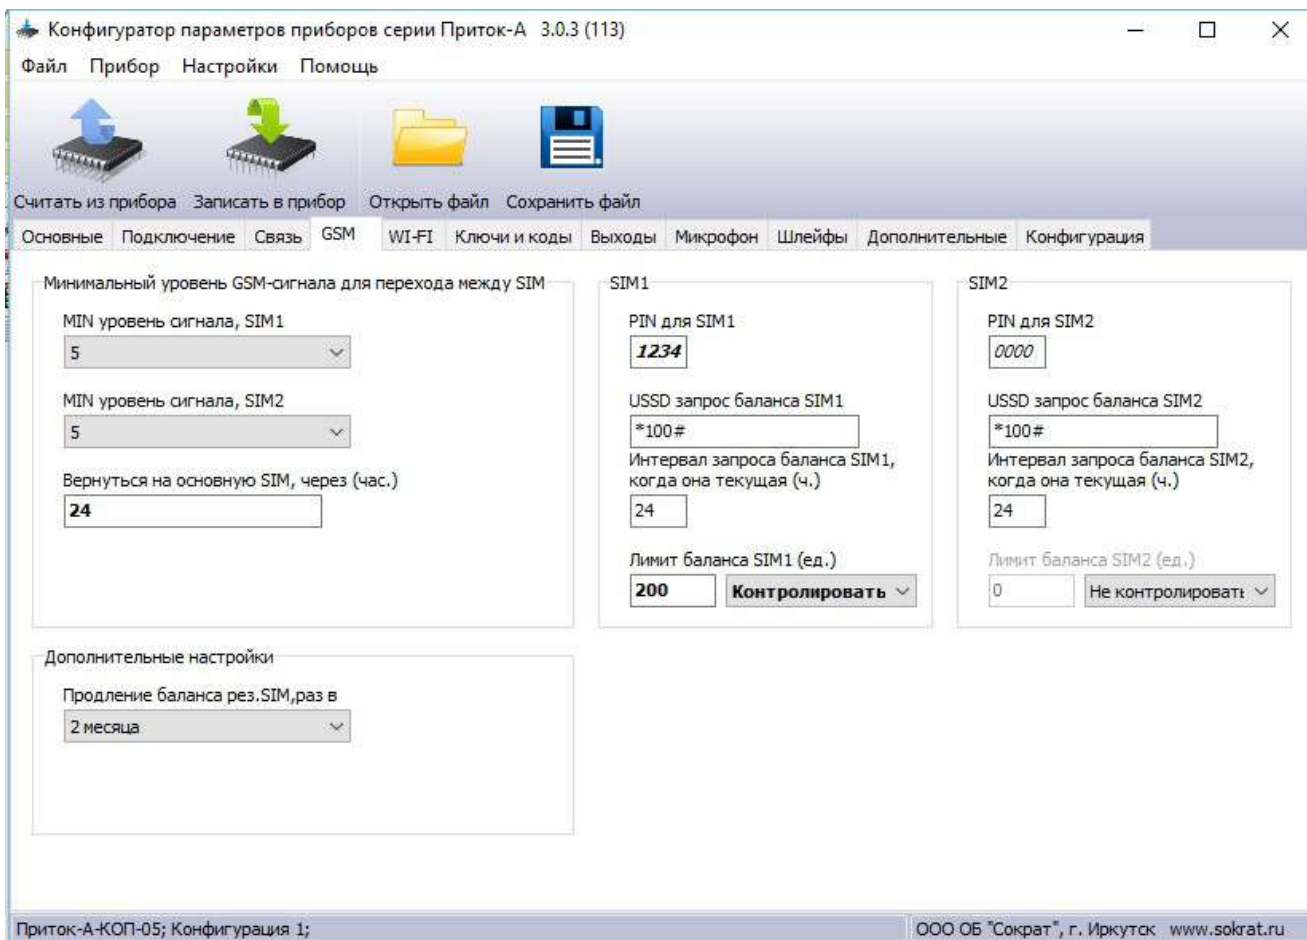 Конфигуратор параметров приборов серии Приток-А 3.0.3 (113)
Файл Прибор Настройки Помощь
Считать из прибора Записать в прибор Открыть файл Сохранить файл
Основные Подключение Связь GSM WI-FI Ключи и коды Выходы Микрофон Шлейфы Дополнительные Конфигурация
Минимальный уровень GSM-сигнала для перехода между SIM
MIN уровень сигнала, SIM1
5
MIN уровень сигнала, SIM2
5
Вернуться на основную SIM, через (час.)
24
SIM1
PIN для SIM1
1234
USSD запрос баланса SIM1
*100#
Интервал запроса баланса SIM1,
когда она текущая (ч.)
24
Лимит баланса SIM1 (ед.)
200 Контролировать
SIM2
PIN для SIM2
0000
USSD запрос баланса SIM2
*100#
Интервал запроса баланса SIM2,
когда она текущая (ч.)
24
Лимит баланса SIM2 (ед.)
0 Не контролировать
Дополнительные настройки
Продление баланса рез.SIM,раз в
2 месяца
Приток-А-КОП-05; Конфигурация 1;
ООО ОБ "Сократ", г. Иркутск www.sokrat.ru